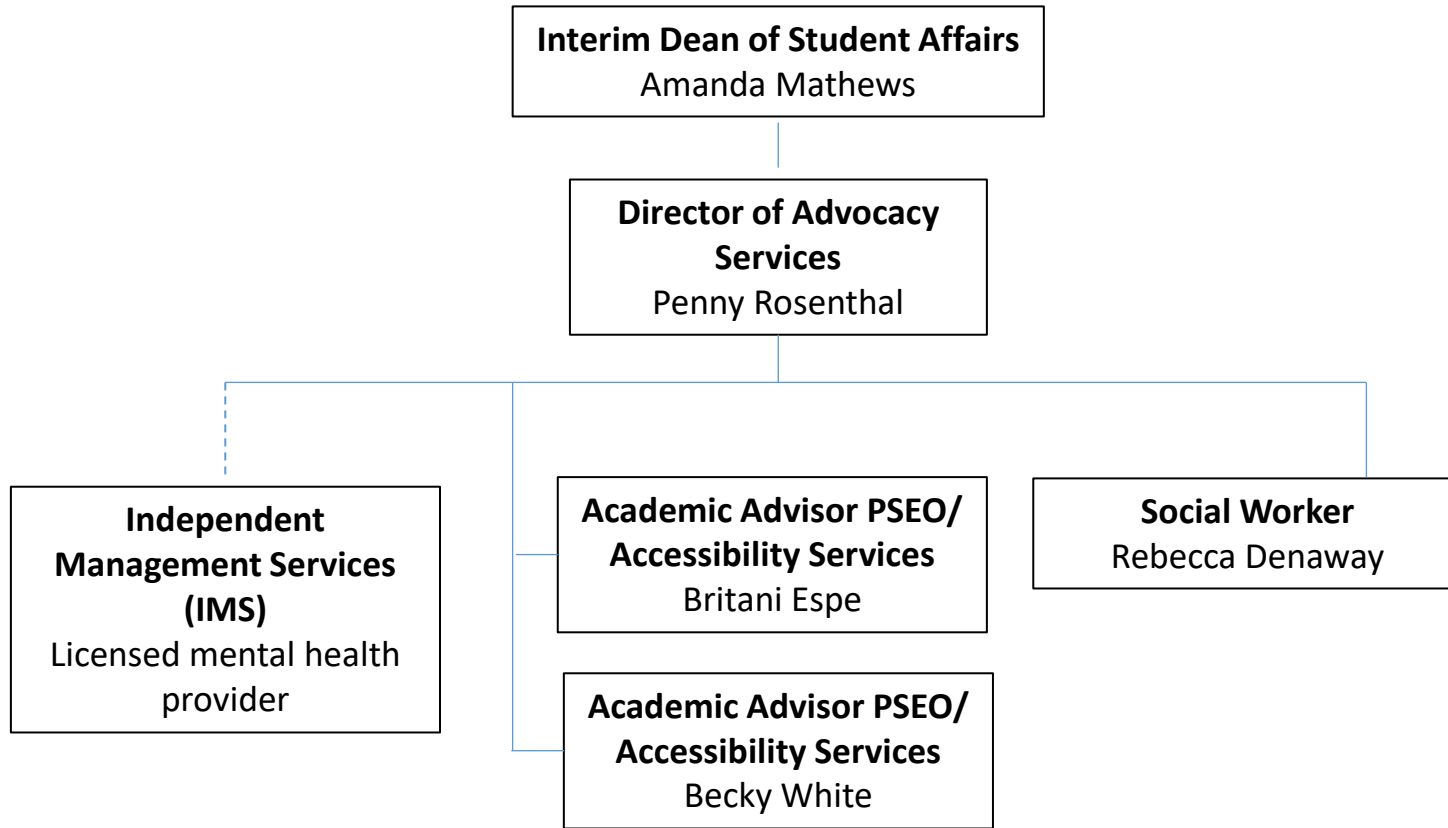 Interim Dean of Student Affairs
Amanda Mathews
Director of Advocacy
Services
Penny Rosenthal
Independent
Management Services
(IMS)
Licensed mental health
provider
Academic Advisor PSEO/
Accessibility Services
Britani Espe
Academic Advisor PSEO/
Accessibility Services
Becky White
Social Worker
Rebecca Denaway